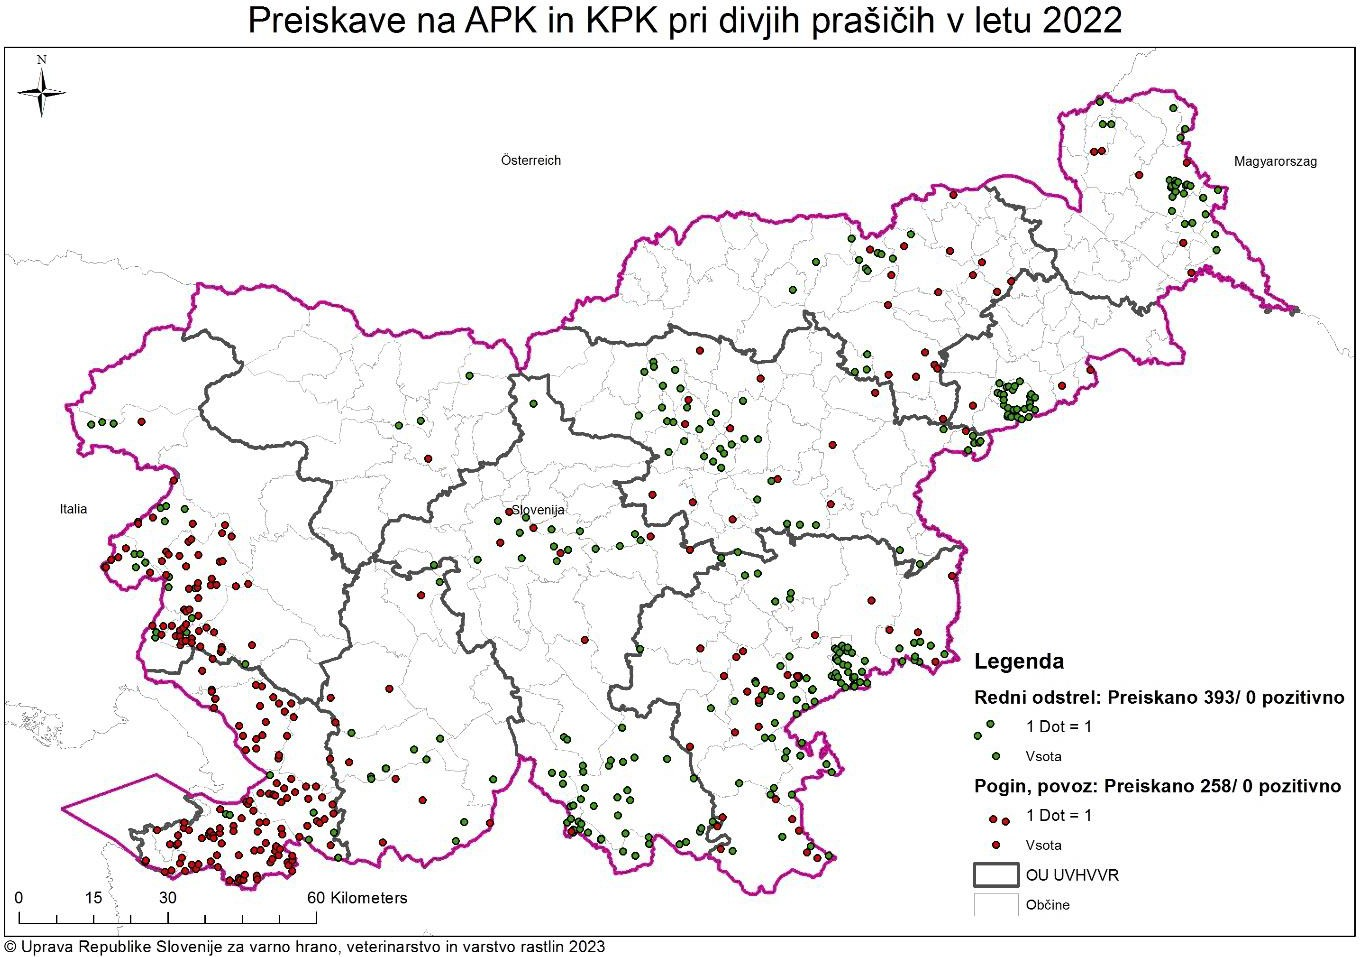 Preiskave na APK in KPK pri divjih prašičih v letu 2022
N
Österreich
Magyarorszag
Italia
Slovenija
Legenda
Redni odstrel: Preiskano 393/ 0 pozitivno
1 Dot = 1
Vsota
Pogin, povoz: Preiskano 258/ 0 pozitivno
1 Dot = 1
Vsota
OU UVHVVR
Občine
0 15 30 60 Kilometers
© Uprava Republike Slovenije za varno hrano, veterinarstvo in varstvo rastlin 2023